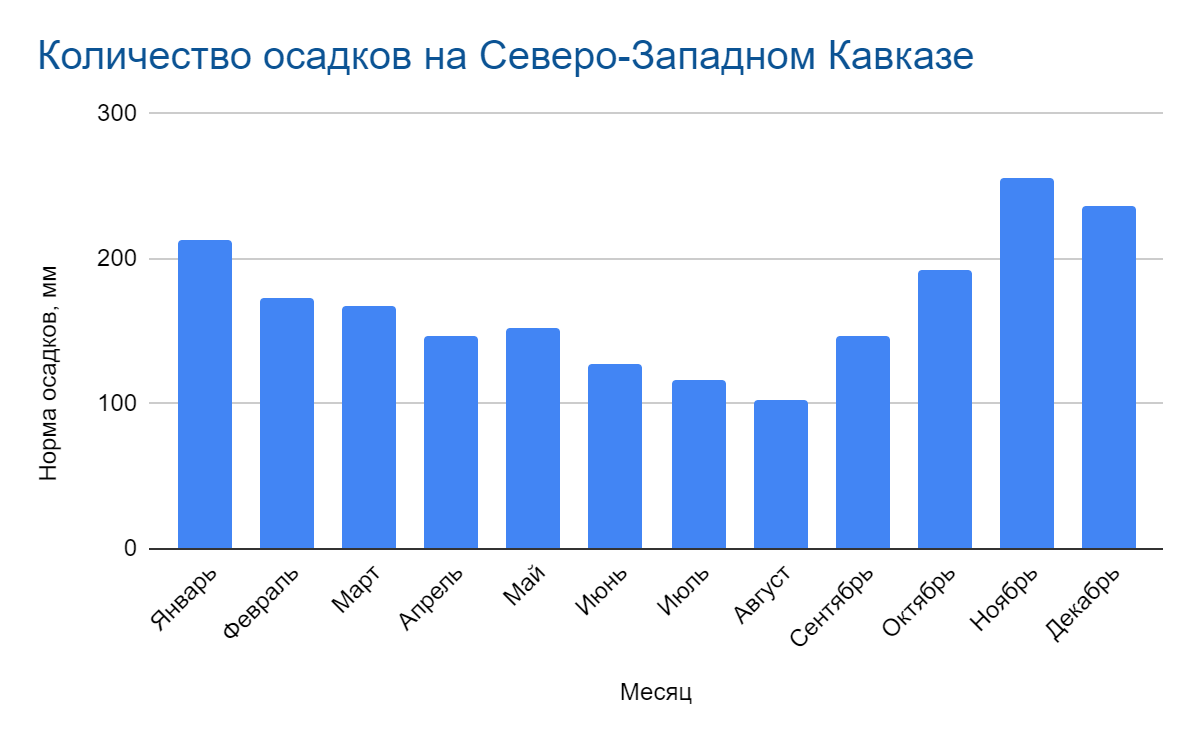 Количество осадков на Северо-Западном Кавказе
300
200
100
0
Норма осадков, мм
Январь
Февраль
Март
Апрель
Май
Июнь
Июль
Август
Сентябрь
Октябрь
Ноябрь
Декабрь
Месяц